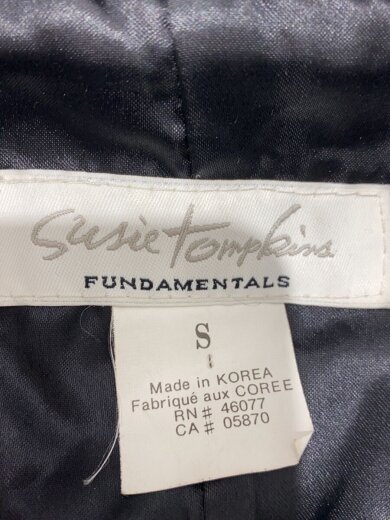 Susie Tompkins
FUNDAMENTALS
S
Made in KOREA
Fabriqué aux COREE
RN# 46077
CA# 05870